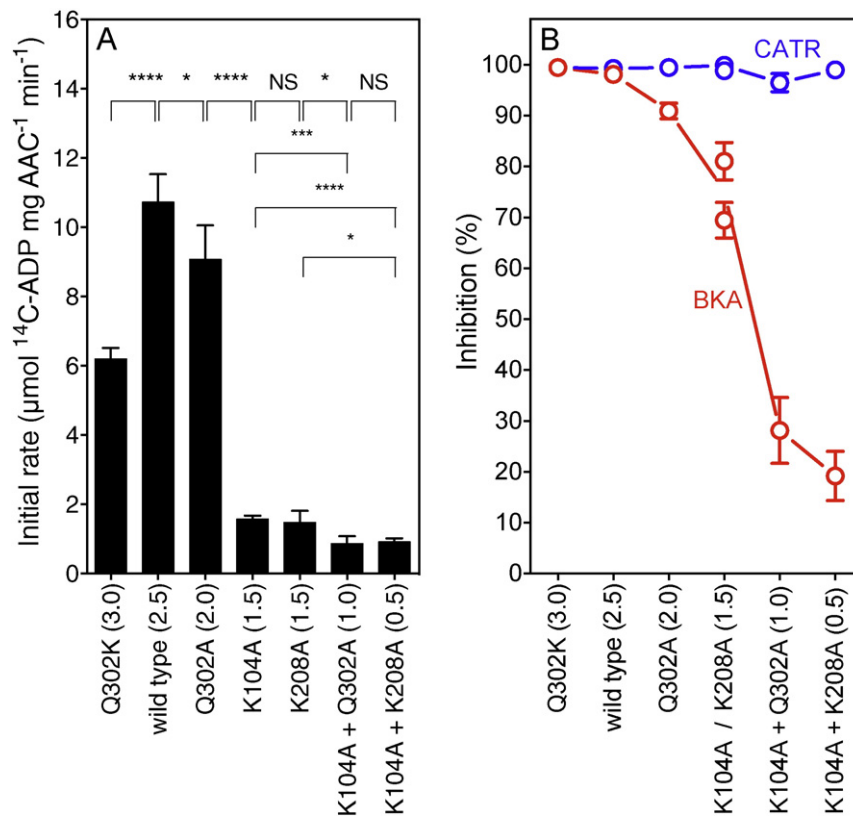 A
Initial rate (μmol ¹⁴C-ADP mg AAC⁻¹ min⁻¹)
16
14
12
10
8
6
4
2
0
**** * **** NS * NS
***
****
*
Q302K (3.0)
wild type (2.5)
Q302A (2.0)
K104A (1.5)
K208A (1.5)
K104A + Q302A (1.0)
K104A + K208A (0.5)
B
CATR
BKA
Inhibition (%)
100
90
80
70
60
50
40
30
20
10
0
Q302K (3.0)
wild type (2.5)
Q302A (2.0)
K104A / K208A (1.5)
K104A + Q302A (1.0)
K104A + K208A (0.5)